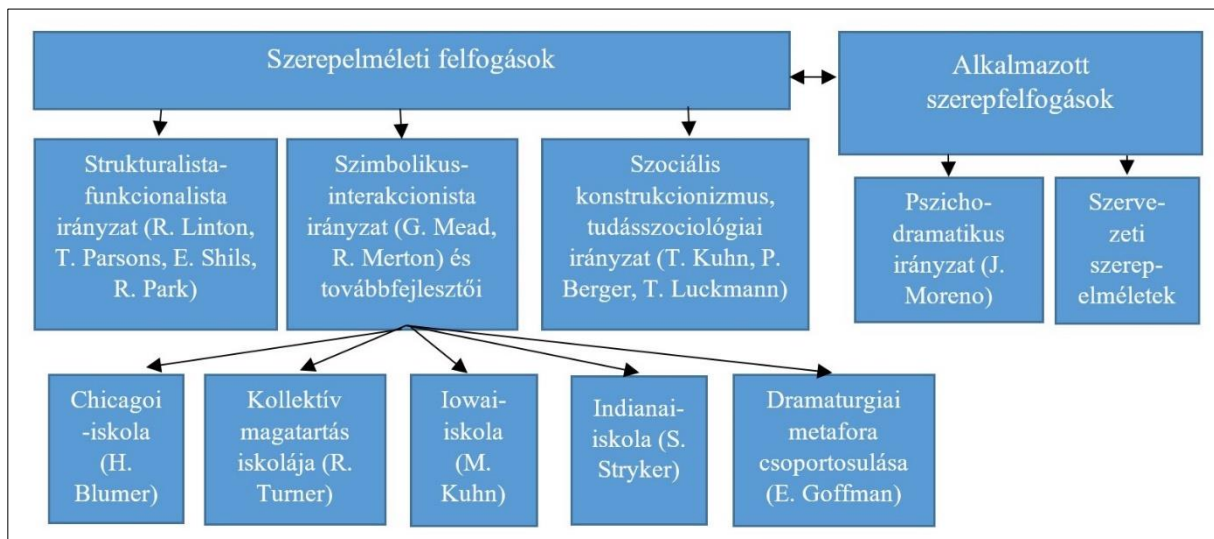 Szerepelméleti felfogások
Alkalmazott
szerepfelfogások
Strukturalista-
funkcionalista
irányzat (R. Linton,
T. Parsons, E. Shils,
R. Park)
Szimbolikus-
interakcionista
irányzat (G. Mead,
R. Merton) és
továbbfejlesztői
Szociális
konstrukcionizmus,
tudásszociológiai
irányzat (T. Kuhn, P.
Berger, T. Luckmann)
Pszicho-
dramatikus
irányzat (J.
Moreno)
Szerve-
zeti
szerep-
elméletek
Chicagoi
-iskola
(H.
Blumer)
Kollektív
magatartás
iskolája (R.
Turner)
Iowai-
iskola
(M.
Kuhn)
Indianai-
iskola (S.
Stryker)
Dramaturgiai
metafora
csoportosulása
(E. Goffman)